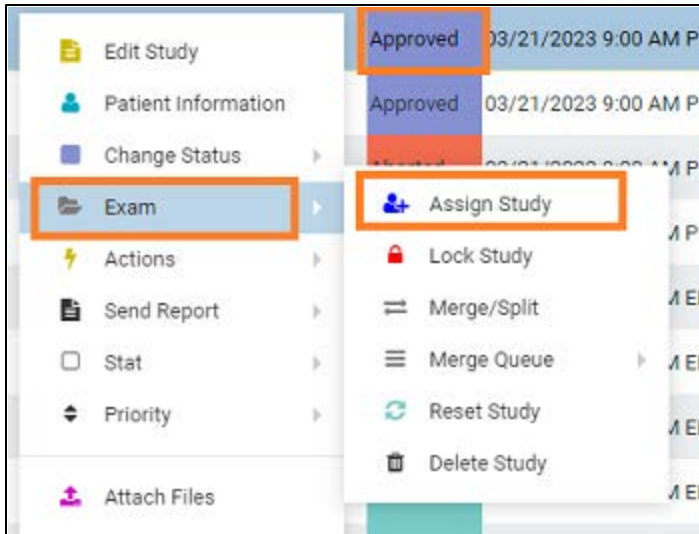 Edit Study
Patient Information
Change Status
Exam
Actions
Send Report
Stat
Priority
Attach Files
Assign Study
Lock Study
Merge/Split
Merge Queue
Reset Study
Delete Study
Approved 03/21/2023 9:00 AM P
Approved 03/21/2023 9:00 AM P
AM P
M P
M E
M E
M E
M E